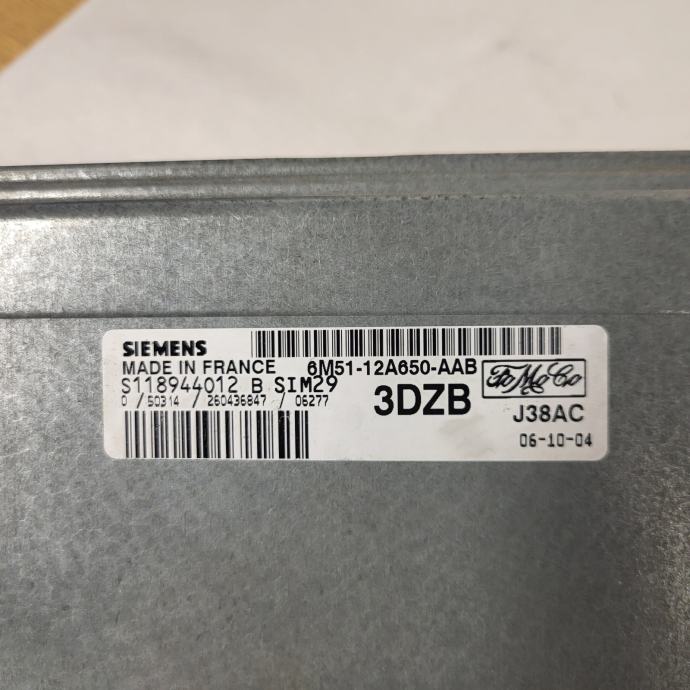 SIEMENS
MADE IN FRANCE 6M51-12A650-AAB
S118944012 B SIM29
0 / 50314 / 260436847 / 06277
3DZB
FoMoCo
J38AC
06-10-04